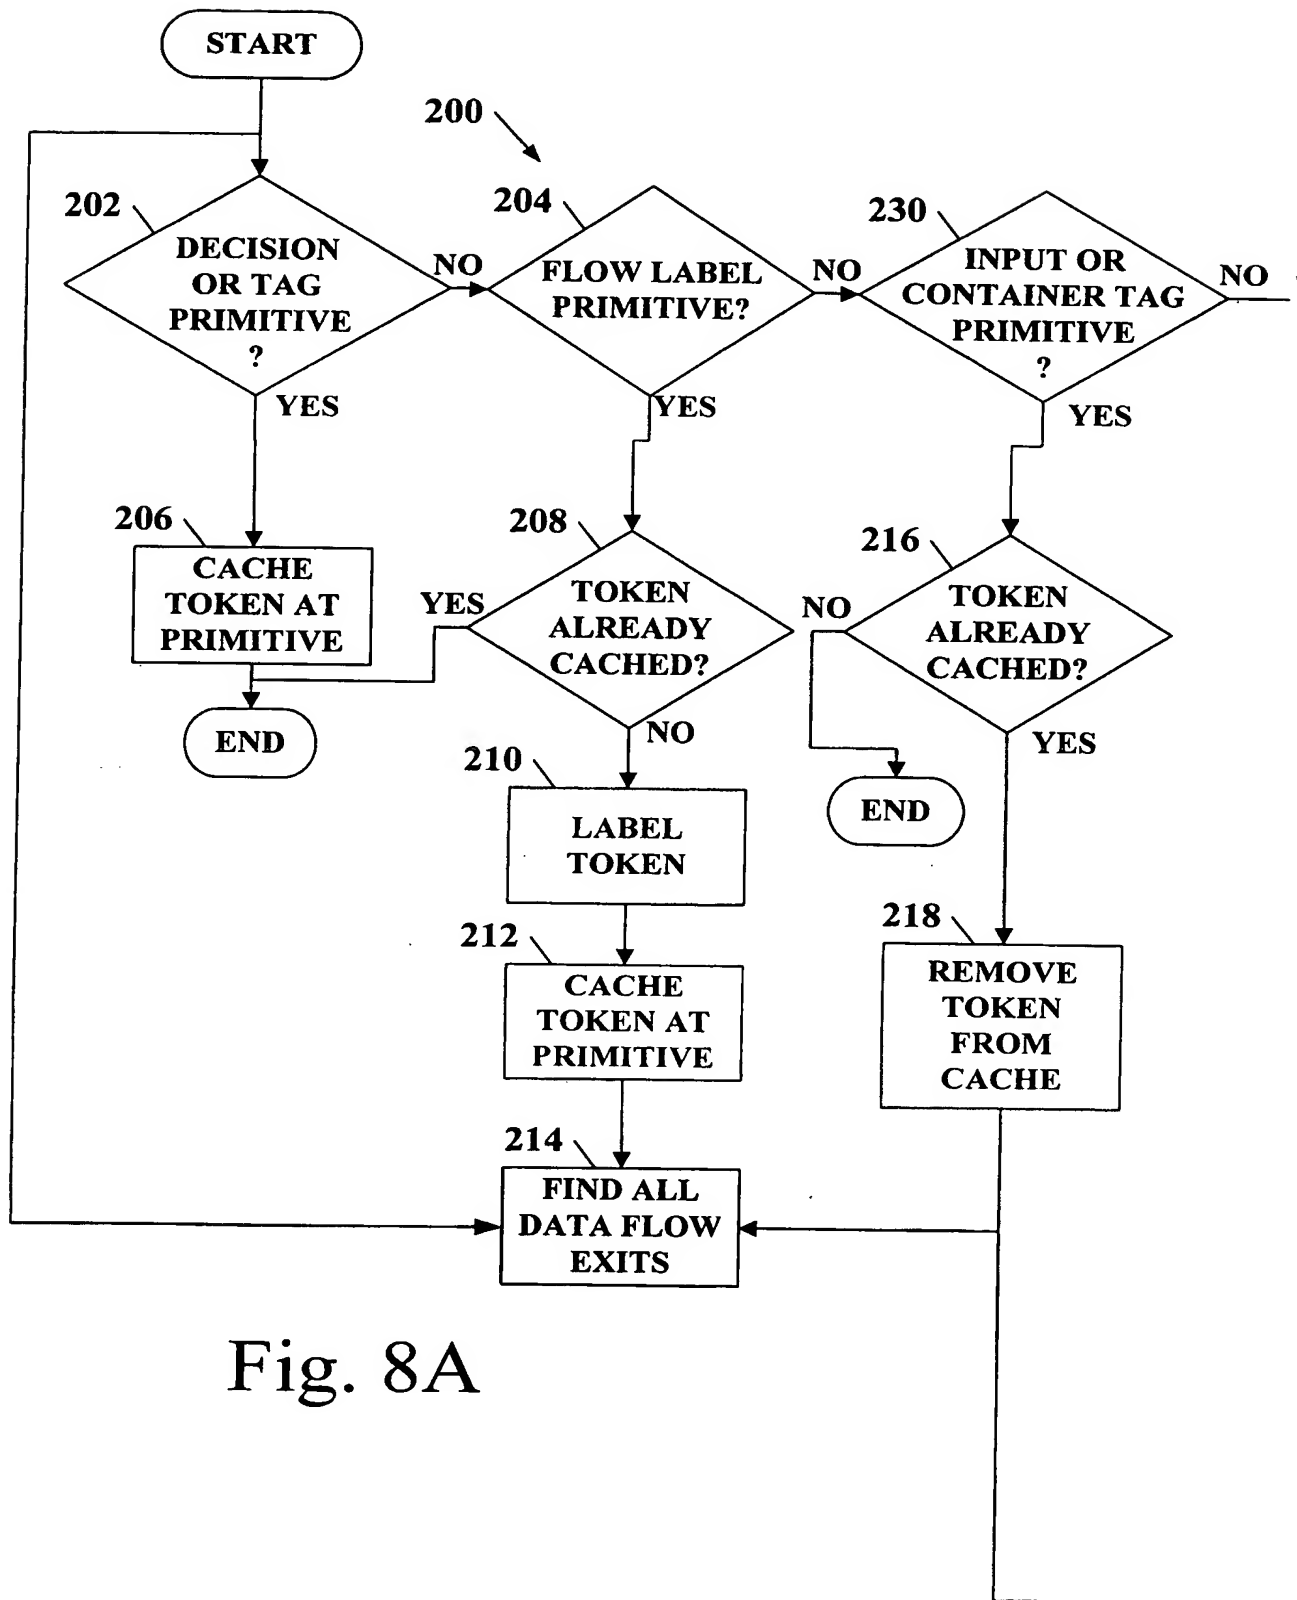 START
200
202
DECISION
OR TAG
PRIMITIVE
?
NO
YES
204
FLOW LABEL
PRIMITIVE?
NO
YES
230
INPUT OR
CONTAINER TAG
PRIMITIVE
?
NO
YES
206
CACHE
TOKEN AT
PRIMITIVE
END
208
TOKEN
ALREADY
CACHED?
YES
NO
216
TOKEN
ALREADY
CACHED?
NO
YES
END
210
LABEL
TOKEN
212
CACHE
TOKEN AT
PRIMITIVE
218
REMOVE
TOKEN
FROM
CACHE
214
FIND ALL
DATA FLOW
EXITS
Fig. 8A